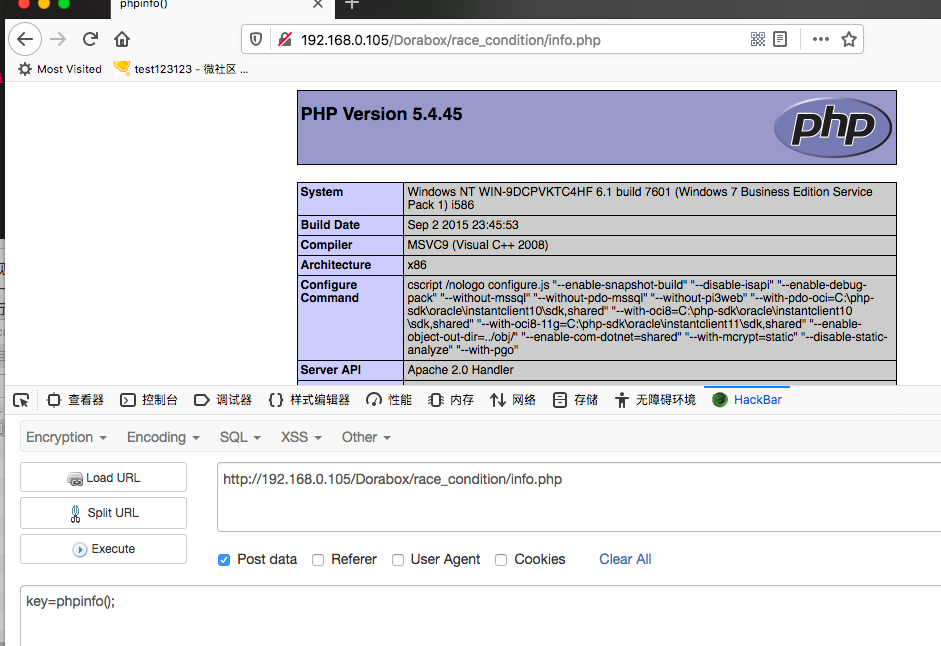 phpinfo()
192.168.0.105/Dorabox/race_condition/info.php
Most Visited test123123 - 微社区 ...
PHP Version 5.4.45
php
System Windows NT WIN-9DCPVKTC4HF 6.1 build 7601 (Windows 7 Business Edition Service
Pack 1) i586
Build Date Sep 2 2015 23:45:53
Compiler MSVC9 (Visual C++ 2008)
Architecture x86
Configure cscript /nologo configure.js "--enable-snapshot-build" "--disable-isapi" "--enable-debug-
Command pack" "--without-mssql" "--without-pdo-mssql" "--without-pi3web" "--with-pdo-oci=C:\php-
sdk\oracle\instantclient10\sdk,shared" "--with-oci8=C:\php-sdk\oracle\instantclient10
\sdk,shared" "--with-oci8-11g=C:\php-sdk\oracle\instantclient11\sdk,shared" "--enable-
object-out-dir=../obj/" "--enable-com-dotnet=shared" "--with-mcrypt=static" "--disable-static-
analyze" "--with-pgo"
Server API Apache 2.0 Handler
查看器 控制台 调试器 样式编辑器 性能 内存 网络 存储 无障碍环境 HackBar
Encryption Encoding SQL XSS Other
Load URL http://192.168.0.105/Dorabox/race_condition/info.php
Split URL
Execute
Post data Referer User Agent Cookies Clear All
key=phpinfo();